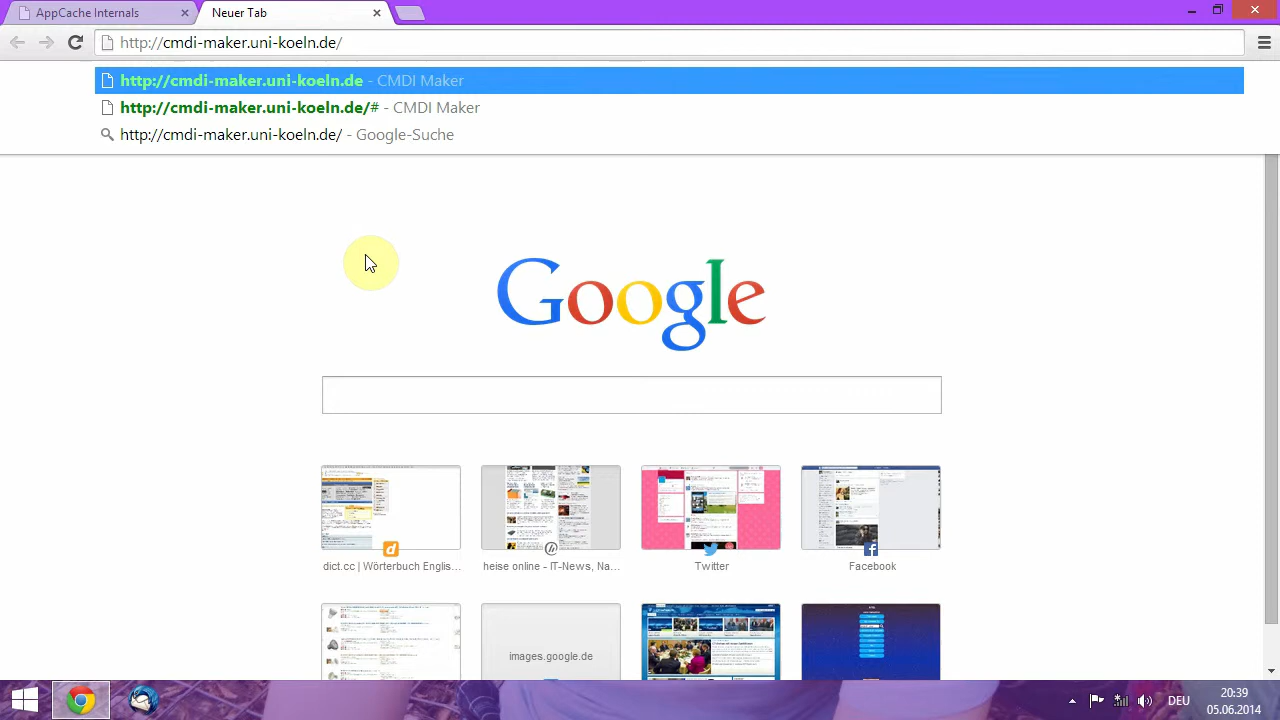 AppCache Internals
Neuer Tab
http://cmdi-maker.uni-koeln.de/
http://cmdi-maker.uni-koeln.de - CMDI Maker
http://cmdi-maker.uni-koeln.de/# - CMDI Maker
http://cmdi-maker.uni-koeln.de/ - Google-Suche
Google
dict.cc | Wörterbuch Englis...
heise online - IT-News, Na...
Twitter
Facebook
images.google.de
DEU
20:39
05.06.2014